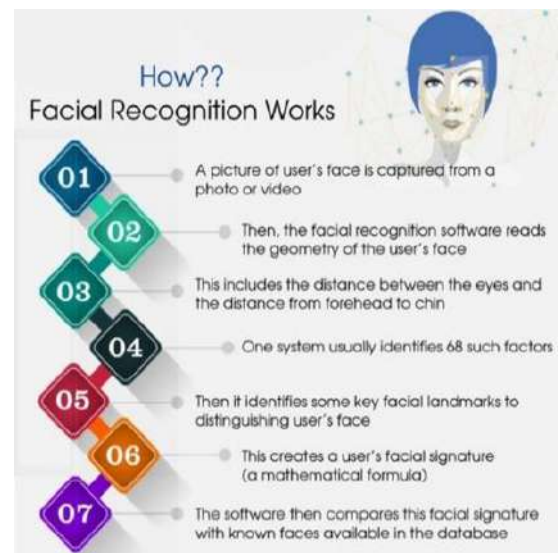 How??
Facial Recognition Works
01
A picture of user's face is captured from a
photo or video
02
Then, the facial recognition software reads
the geometry of the user's face
03
This includes the distance between the eyes and
the distance from forehead to chin
04
One system usually identifies 68 such factors
05
Then it identifies some key facial landmarks to
distinguishing user's face
06
This creates a user's facial signature
(a mathematical formula)
07
The software then compares this facial signature
with known faces available in the database